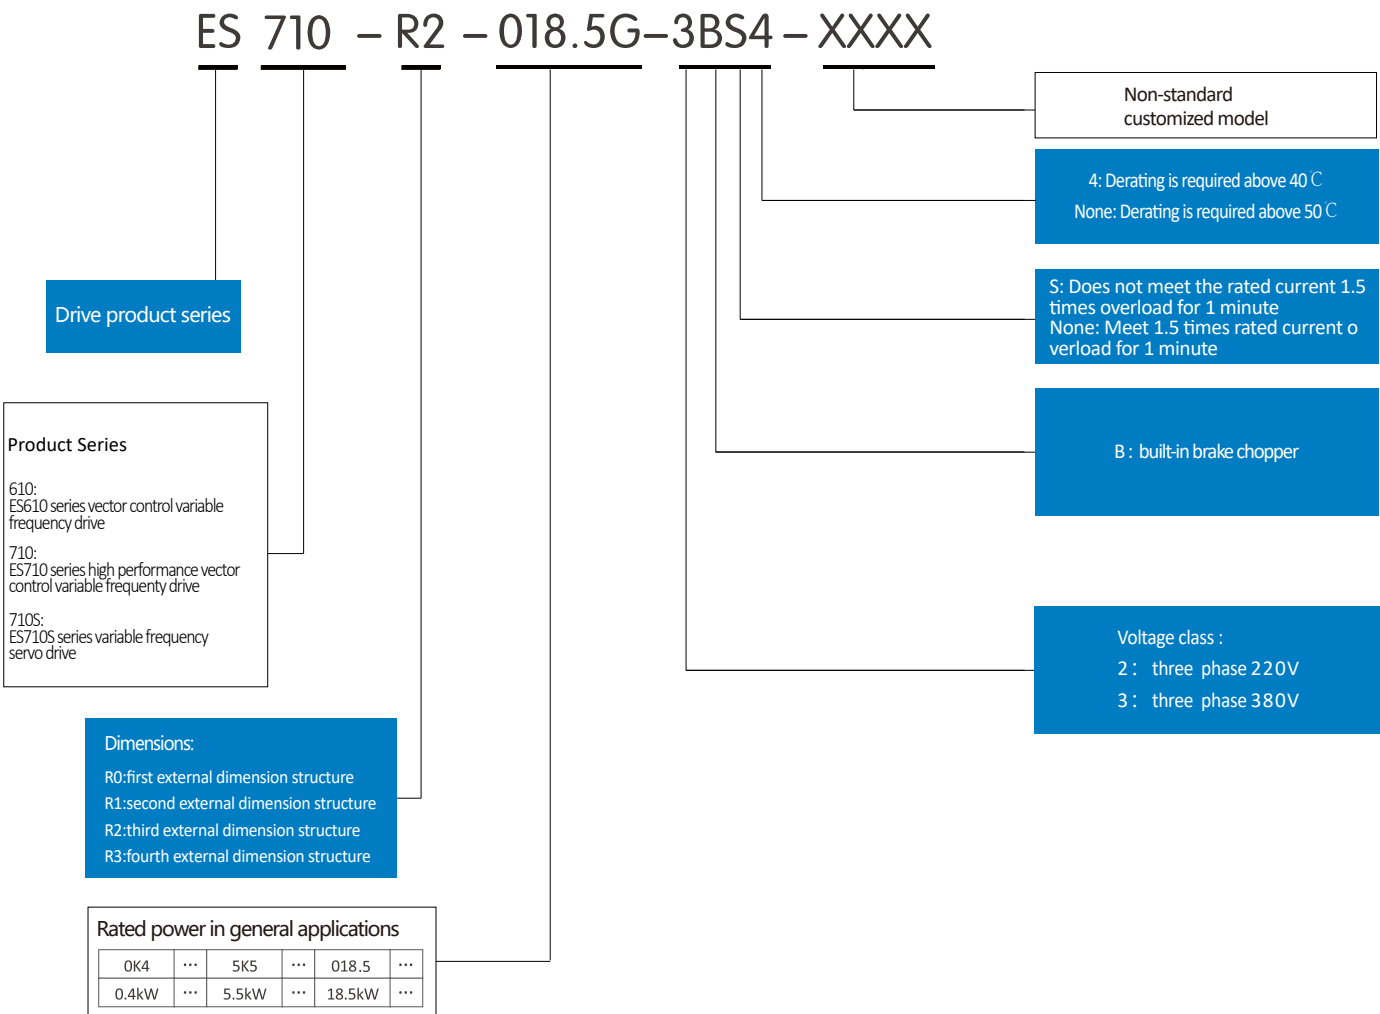 ES 710 – R2 – 018.5G–3BS4 – XXXX
Non-standard
customized model
4: Derating is required above 40℃
None: Derating is required above 50℃
S: Does not meet the rated current 1.5
times overload for 1 minute
None: Meet 1.5 times rated current o
verload for 1 minute
Drive product series
B : built-in brake chopper
Product Series
610:
ES610 series vector control variable
frequency drive
710:
ES710 series high performance vector
control variable frequenty drive
710S:
ES710S series variable frequency
servo drive
Voltage class :
2： three phase 220V
3： three phase 380V
Dimensions:
R0:first external dimension structure
R1:second external dimension structure
R2:third external dimension structure
R3:fourth external dimension structure
Rated power in general applications
0K4 ··· 5K5 ··· 018.5 ···
0.4kW ··· 5.5kW ··· 18.5kW ···